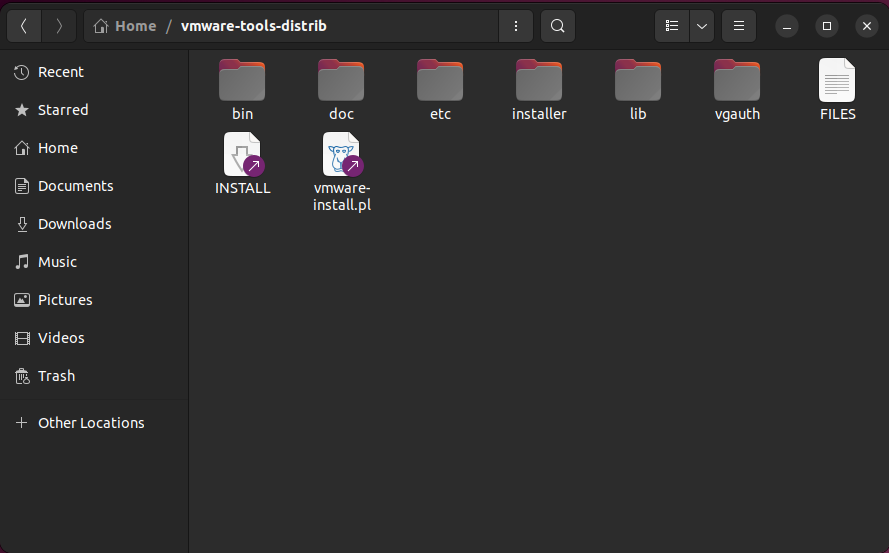 Home / vmware-tools-distrib
Recent
Starred
Home
Documents
Downloads
Music
Pictures
Videos
Trash
Other Locations
bin
doc
etc
installer
lib
vgauth
FILES
INSTALL
vmware-
install.pl